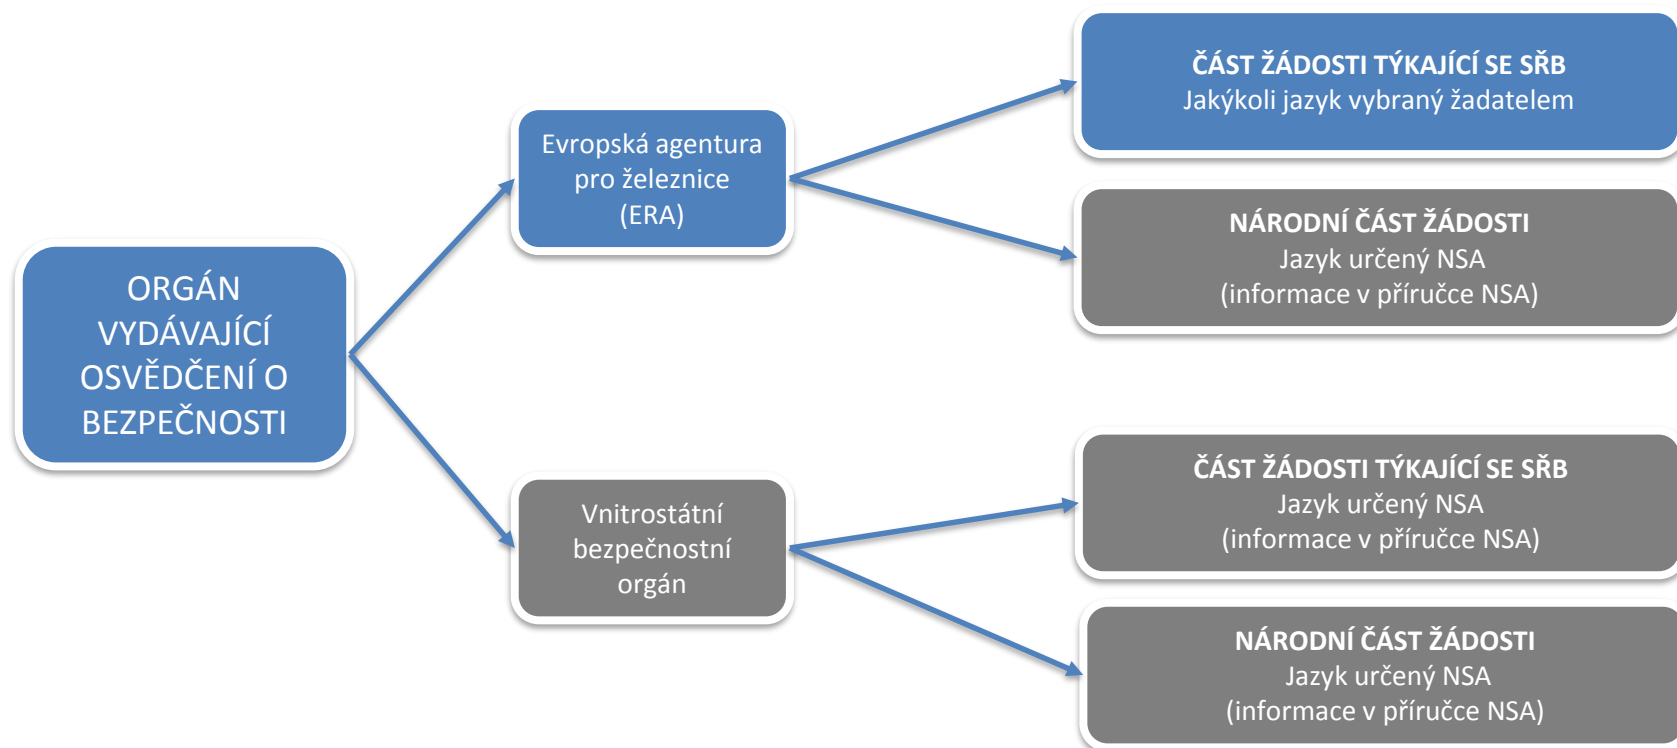 ORGÁN
VYDÁVAJÍCÍ
OSVĚDČENÍ O
BEZPEČNOSTI
Evropská agentura
pro železnice
(ERA)
ČÁST ŽÁDOSTI TÝKAJÍCÍ SE SŘB
Jakýkoli jazyk vybraný žadatelem
NÁRODNÍ ČÁST ŽÁDOSTI
Jazyk určený NSA
(informace v příručce NSA)
Vnitrostátní
bezpečnostní
orgán
ČÁST ŽÁDOSTI TÝKAJÍCÍ SE SŘB
Jazyk určený NSA
(informace v příručce NSA)
NÁRODNÍ ČÁST ŽÁDOSTI
Jazyk určený NSA
(informace v příručce NSA)